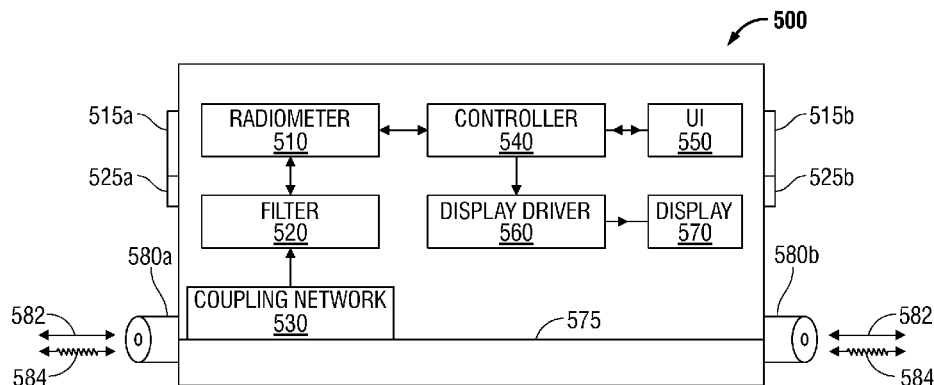 500
515a
RADIOMETER
510
CONTROLLER
540
UI
550
515b
525a
525b
FILTER
520
DISPLAY DRIVER
560
DISPLAY
570
580a
580b
COUPLING NETWORK
530
575
582
582
584
584